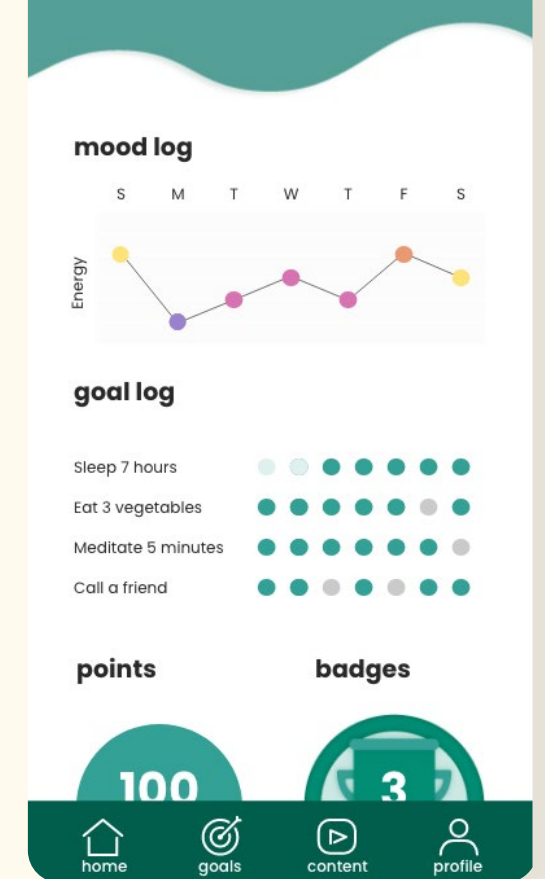 mood log
S M T W T F S
Energy
goal log
Sleep 7 hours
Eat 3 vegetables
Meditate 5 minutes
Call a friend
points badges
100 3
home goals content profile